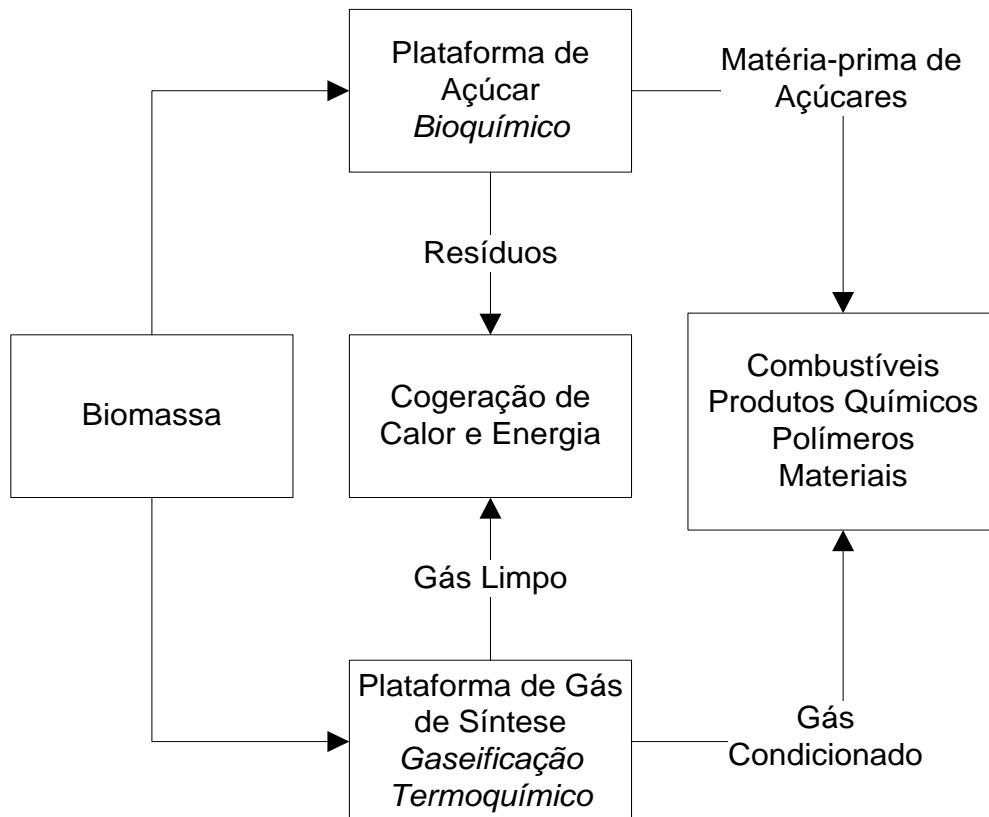 Plataforma de
Açúcar
Bioquímico
Matéria-prima de
Açúcares
Resíduos
Biomassa
Cogeração de
Calor e Energia
Combustíveis
Produtos Químicos
Polímeros
Materiais
Gás Limpo
Plataforma de Gás
de Síntese
Gaseificação
Termoquímico
Gás
Condicionado